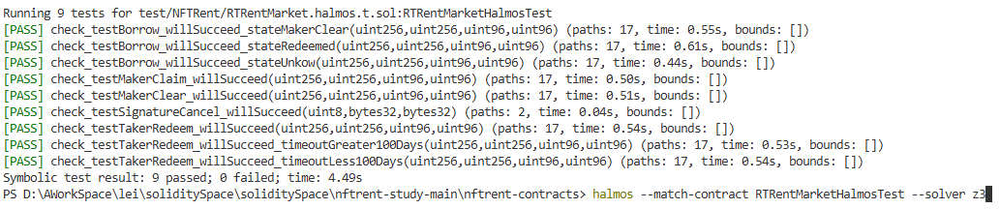 Running 9 tests for test/NFTRent/RTRentMarket.halmos.t.sol:RTRentMarketHalmosTest
[PASS] check_testBorrow_willSucceed_stateMakerClear(uint256,uint256,uint96,uint96) (paths: 17, time: 0.55s, bounds: [])
[PASS] check_testBorrow_willSucceed_stateRedeemed(uint256,uint256,uint96,uint96) (paths: 17, time: 0.61s, bounds: [])
[PASS] check_testBorrow_willSucceed_stateUnkow(uint256,uint256,uint96,uint96) (paths: 17, time: 0.44s, bounds: [])
[PASS] check_testMakerClaim_willSucceed(uint256,uint256,uint96,uint96) (paths: 17, time: 0.50s, bounds: [])
[PASS] check_testMakerClear_willSucceed(uint256,uint256,uint96,uint96) (paths: 17, time: 0.51s, bounds: [])
[PASS] check_testSignatureCancel_willSucceed(uint8,bytes32,bytes32) (paths: 2, time: 0.04s, bounds: [])
[PASS] check_testTakerRedeem_willSucceed(uint256,uint256,uint96,uint96) (paths: 17, time: 0.54s, bounds: [])
[PASS] check_testTakerRedeem_willSucceed_timeoutGreater100Days(uint256,uint256,uint96,uint96) (paths: 17, time: 0.53s, bounds: [])
[PASS] check_testTakerRedeem_willSucceed_timeoutLess100Days(uint256,uint256,uint96,uint96) (paths: 17, time: 0.54s, bounds: [])
Symbolic test result: 9 passed; 0 failed; time: 4.49s
PS D:\AWorkSpace\lei\soliditySpace\soliditySpace\nftrent-study-main\nftrent-contracts> halmos --match-contract RTRentMarketHalmosTest --solver z3